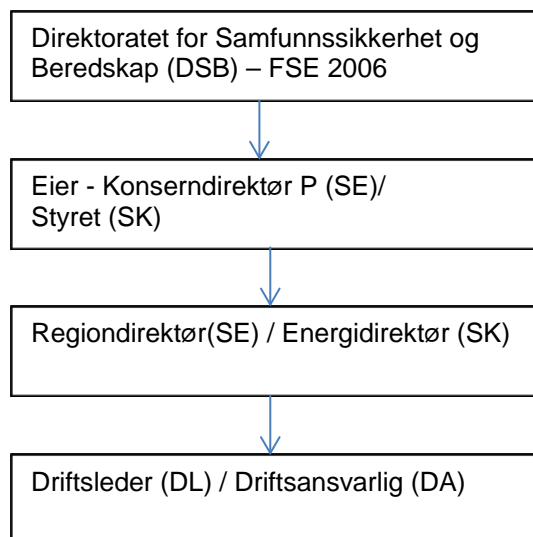 Direktoratet for Samfunnssikkerhet og
Beredskap (DSB) – FSE 2006
Eier - Konserndirektør P (SE)/
Styret (SK)
Regiondirektør(SE) / Energidirektør (SK)
Driftsleder (DL) / Driftsansvarlig (DA)